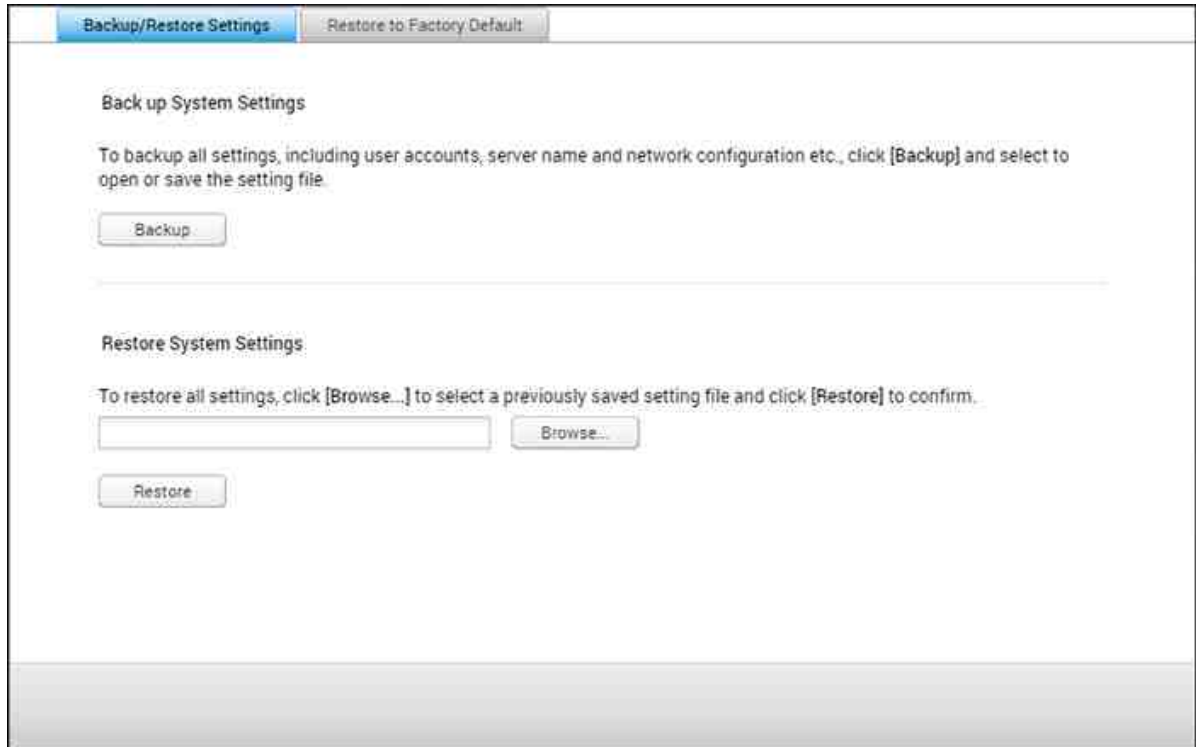 Backup/Restore Settings
Restore to Factory Default
Back up System Settings
To backup all settings, including user accounts, server name and network configuration etc., click [Backup] and select to
open or save the setting file.
Backup
Restore System Settings
To restore all settings, click [Browse...] to select a previously saved setting file and click [Restore] to confirm.
Browse...
Restore